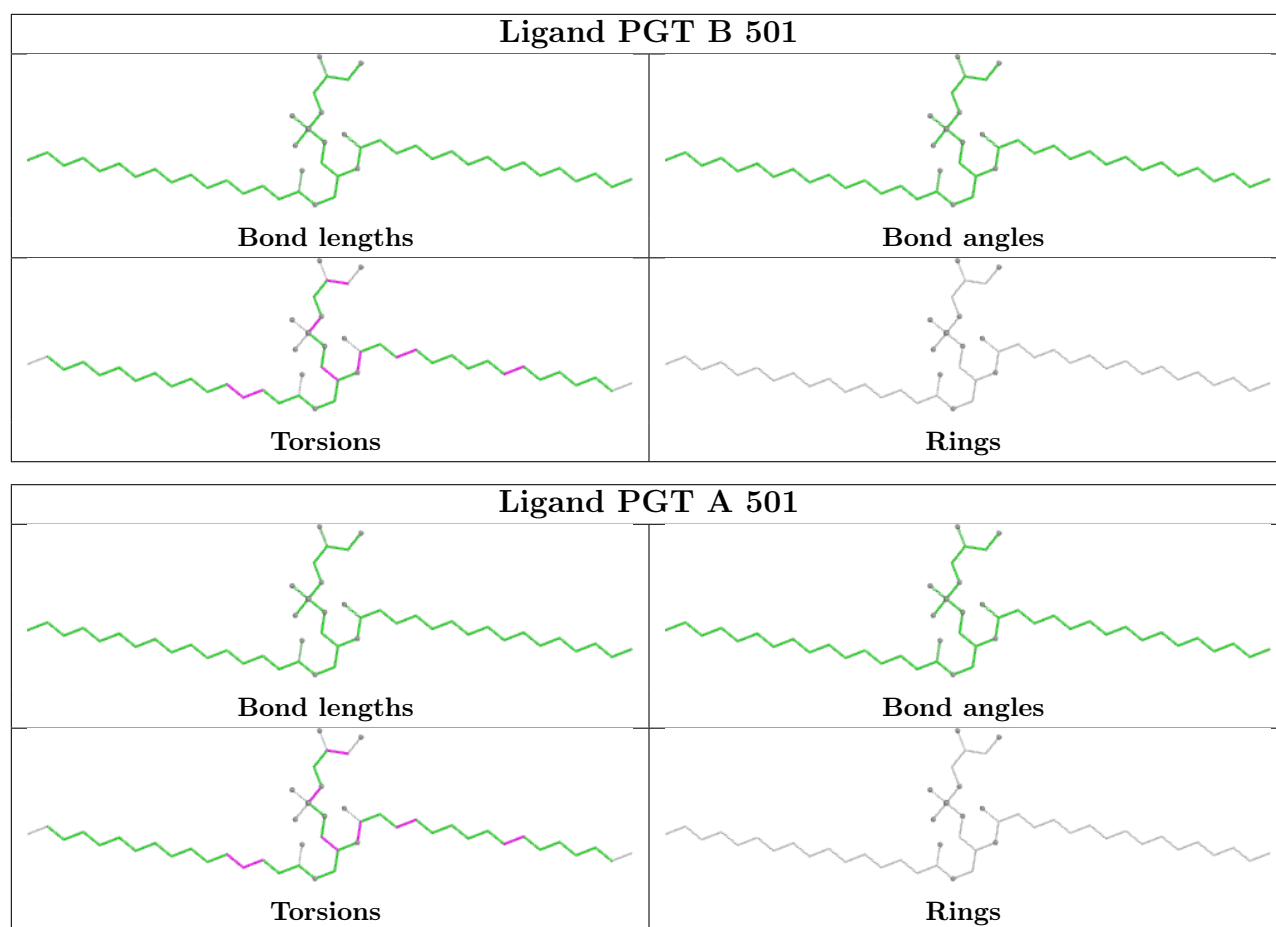 Ligand PGT B 501
Bond lengths
Bond angles
Torsions
Rings
Ligand PGT A 501
Bond lengths
Bond angles
Torsions
Rings